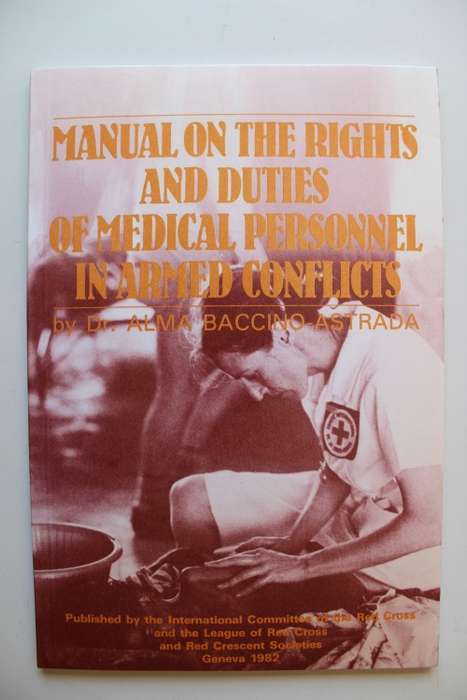 MANUAL ON THE RIGHTS
AND DUTIES
OF MEDICAL PERSONNEL
IN ARMED CONFLICTS
by Dr. ALMA BACCINO-ASTRADA
Published by the International Committee of the Red Cross
and the League of Red Cross
and Red Crescent Societies
Geneva 1982